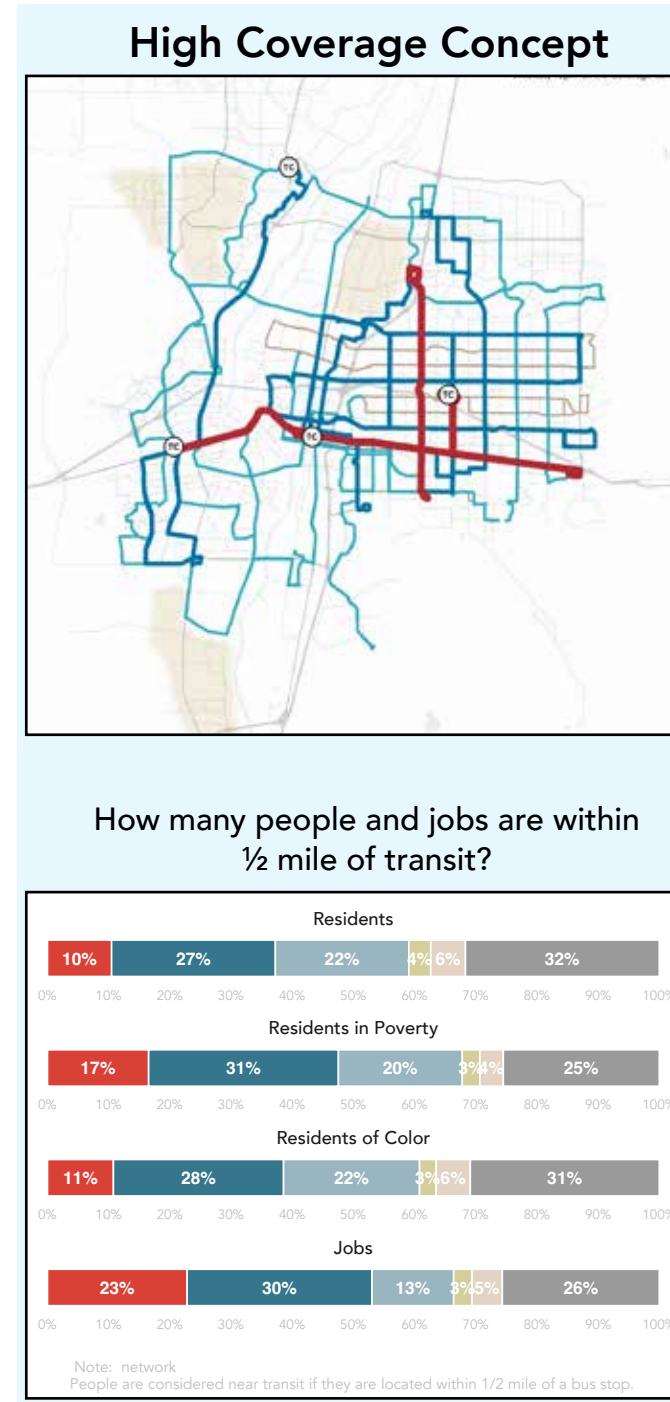 High Coverage Concept
TC
TC
TC
TC
How many people and jobs are within
½ mile of transit?
Residents
10% 27% 22% 4% 6% 32%
0% 10% 20% 30% 40% 50% 60% 70% 80% 90% 100%
Residents in Poverty
17% 31% 20% 3% 4% 25%
0% 10% 20% 30% 40% 50% 60% 70% 80% 90% 100%
Residents of Color
11% 28% 22% 3% 6% 31%
0% 10% 20% 30% 40% 50% 60% 70% 80% 90% 100%
Jobs
23% 30% 13% 3% 5% 26%
0% 10% 20% 30% 40% 50% 60% 70% 80% 90% 100%
Note: network
People are considered near transit if they are located within 1/2 mile of a bus stop.